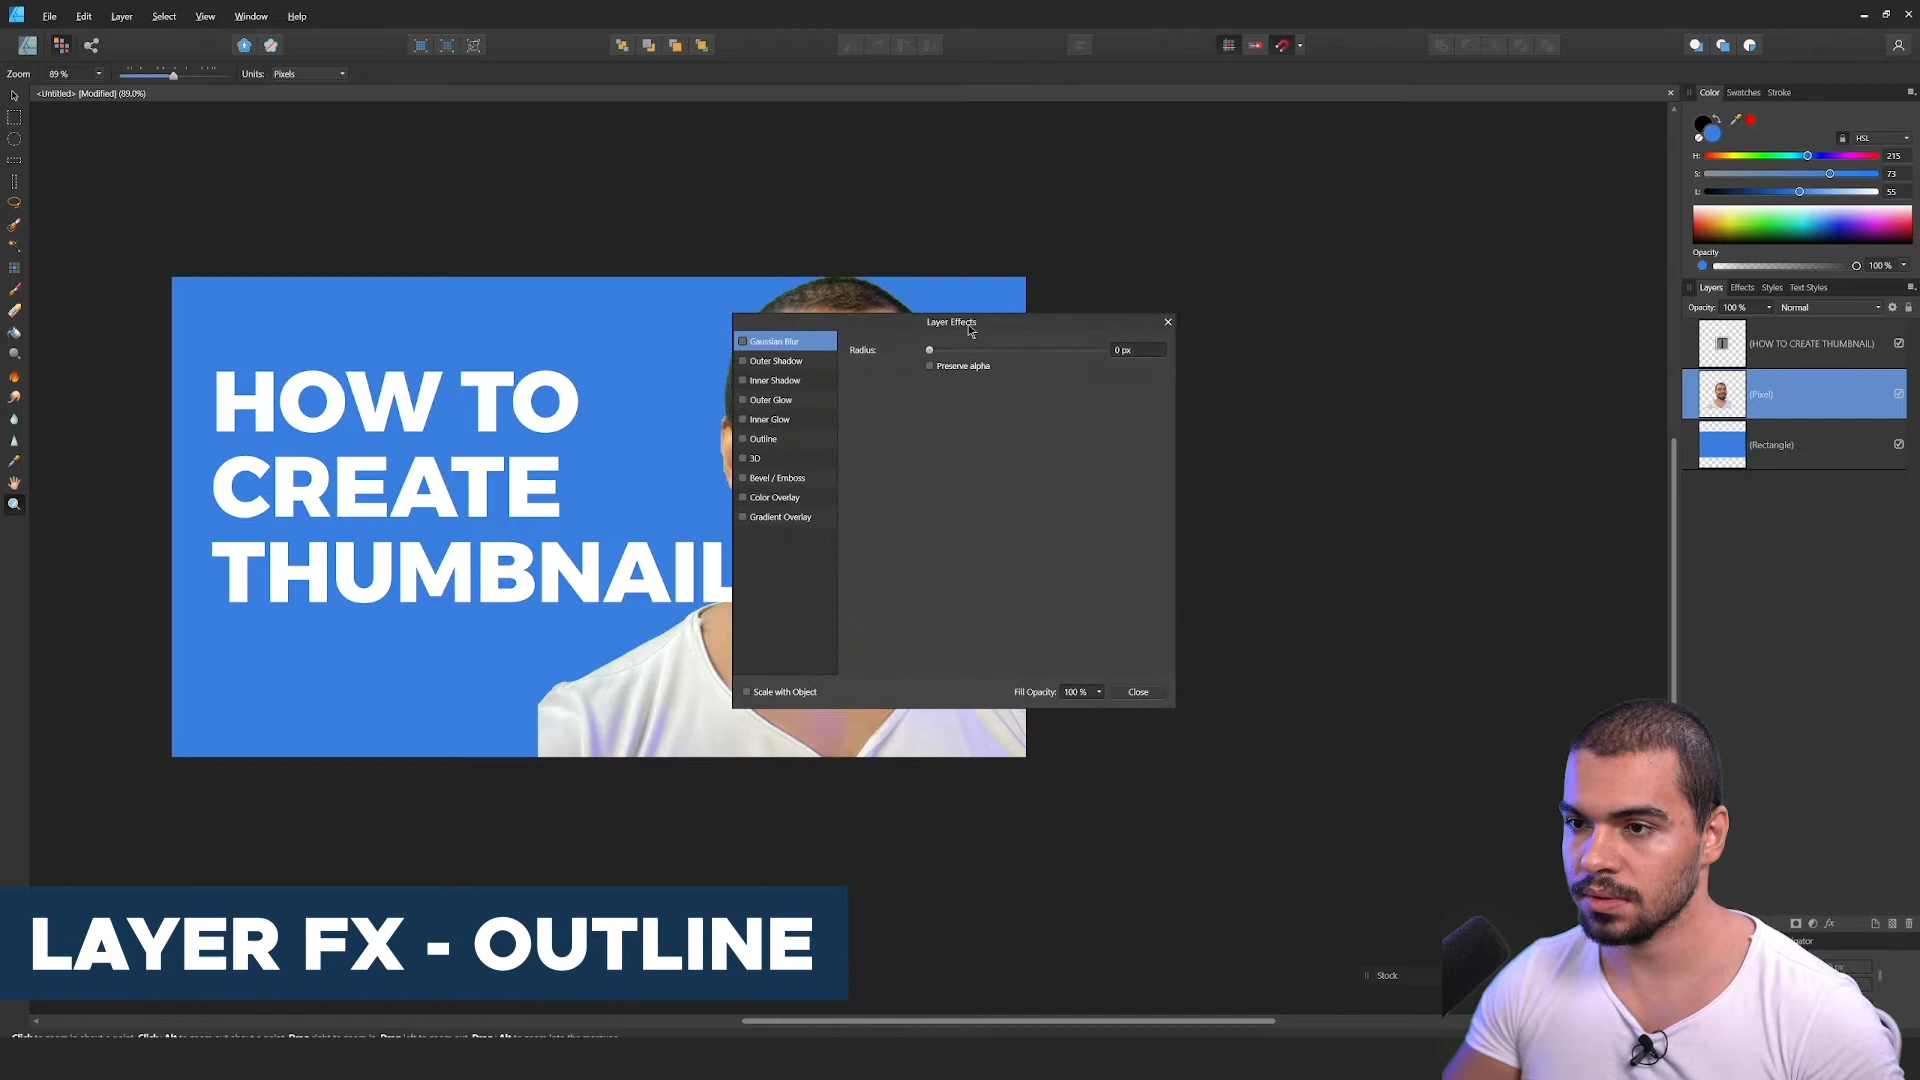 File Edit Layer Select View Window Help
Zoom 89 % Units: Pixels
<Untitled> [Modified] (89.0%)
Color Swatches Stroke
HSL
H: 215
S: 73
L: 55
Opacity
100 %
Layers Effects Styles Text Styles
Opacity: 100 % Normal
(HOW TO CREATE THUMBNAIL)
(Pixel)
(Rectangle)
HOW TO
CREATE
THUMBNAIL
Layer Effects
Gaussian Blur
Outer Shadow
Inner Shadow
Outer Glow
Inner Glow
Outline
3D
Bevel / Emboss
Color Overlay
Gradient Overlay
Radius: 0 px
Preserve alpha
Scale with Object
Fill Opacity: 100 % Close
fx
LAYER FX - OUTLINE
Stock